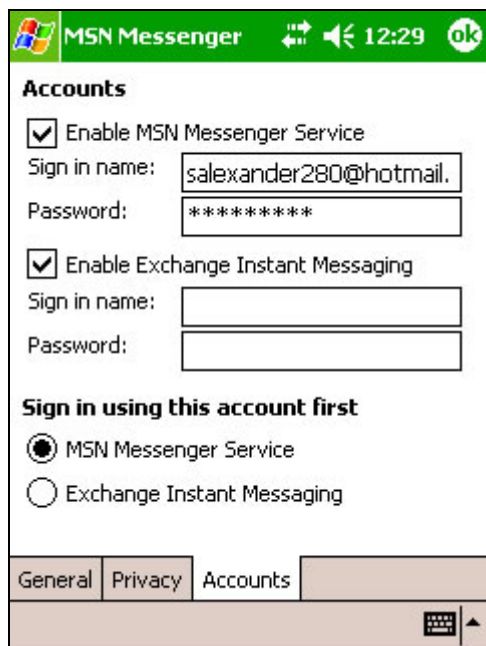 MSN Messenger 12:29 ok
Accounts
Enable MSN Messenger Service
Sign in name: salexander280@hotmail.
Password: *********
Enable Exchange Instant Messaging
Sign in name:
Password:
Sign in using this account first
MSN Messenger Service
Exchange Instant Messaging
General Privacy Accounts